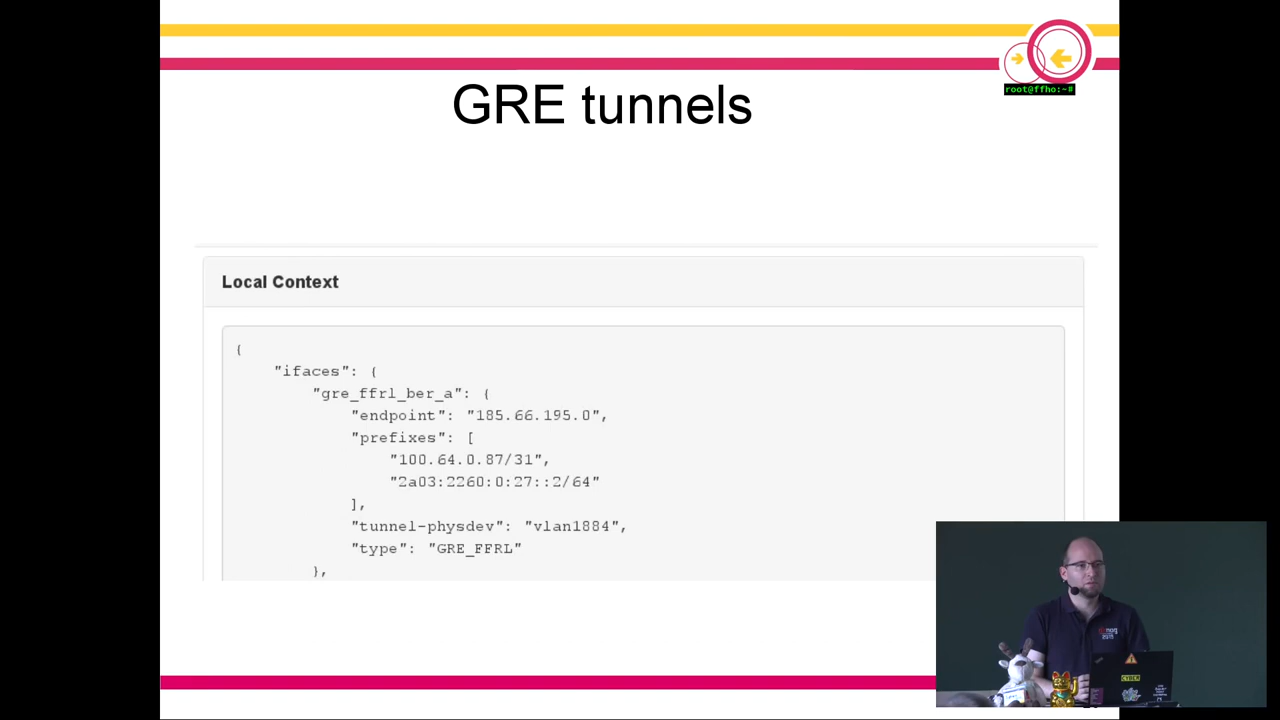 root@ffho:~#
GRE tunnels
Local Context
{
"ifaces": {
"gre_ffrl_ber_a": {
"endpoint": "185.66.195.0",
"prefixes": [
"100.64.0.87/31",
"2a03:2260:0:27::2/64"
],
"tunnel-physdev": "vlan1884",
"type": "GRE_FFRL"
},
CYBER